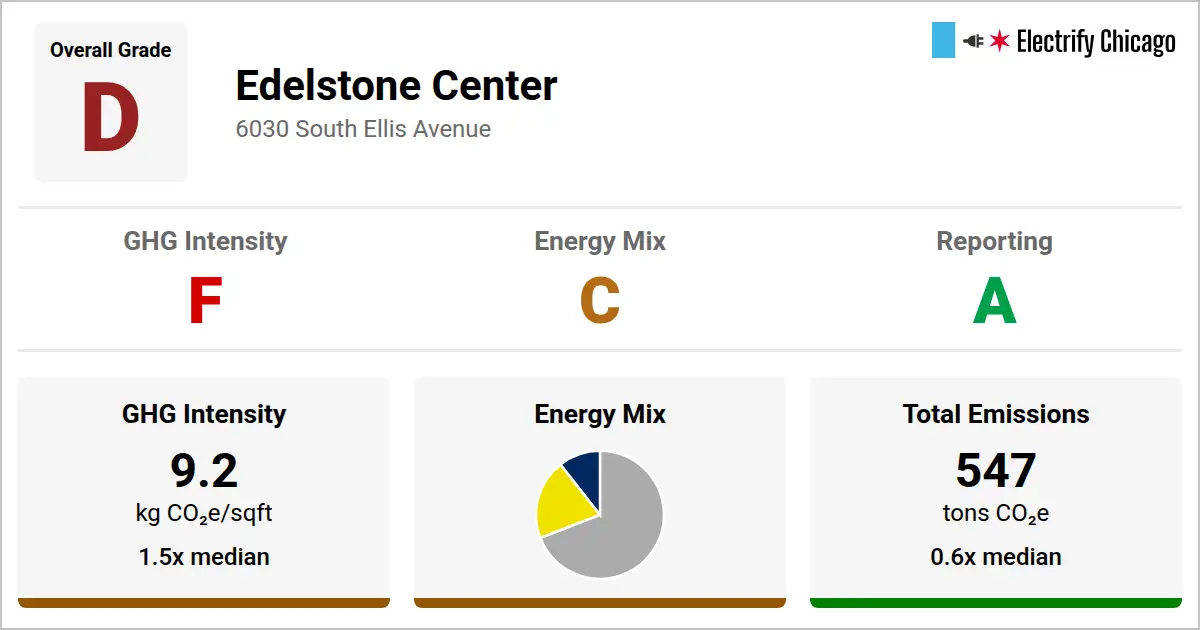 Overall Grade
D
Edelstone Center
6030 South Ellis Avenue
Electrify Chicago
GHG Intensity
F
Energy Mix
C
Reporting
A
GHG Intensity
9.2
kg CO₂e/sqft
1.5x median
Energy Mix
Total Emissions
547
tons CO₂e
0.6x median